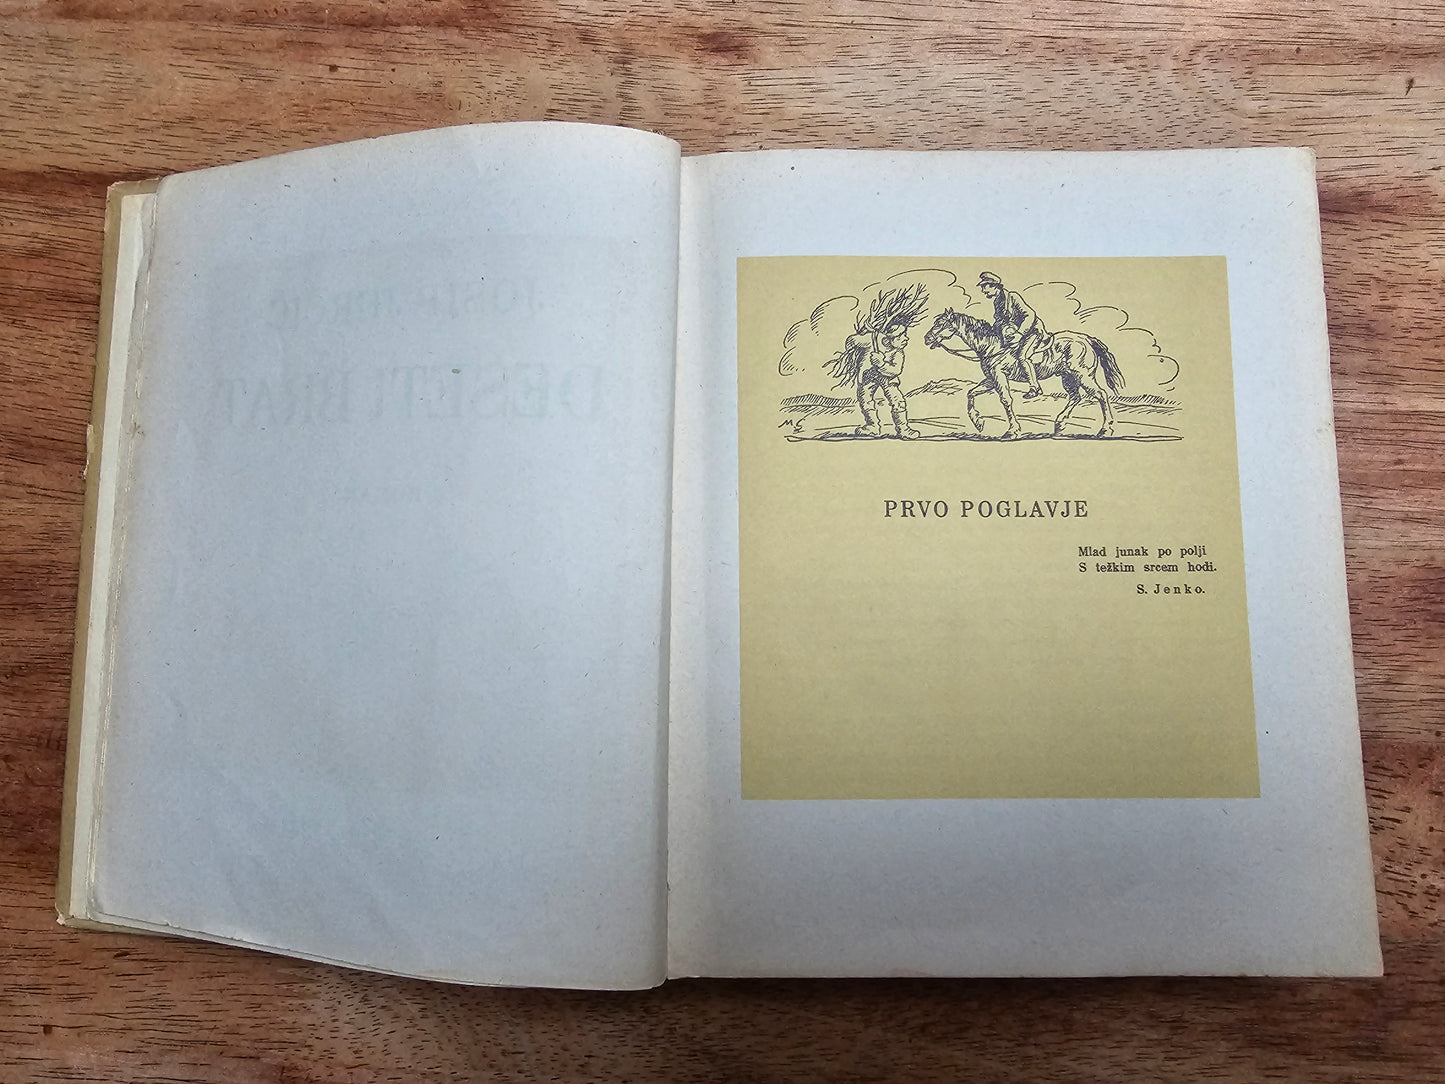 PRVO POGLAVJE
Mlad junak po polji
S težkim srcem hodi.
S. Jenko.